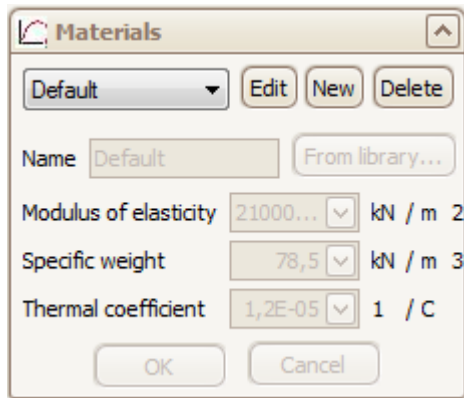 Materials
Default Edit New Delete
Name Default From library...
Modulus of elasticity 21000... kN / m 2
Specific weight 78,5 kN / m 3
Thermal coefficient 1,2E-05 1 / C
OK Cancel